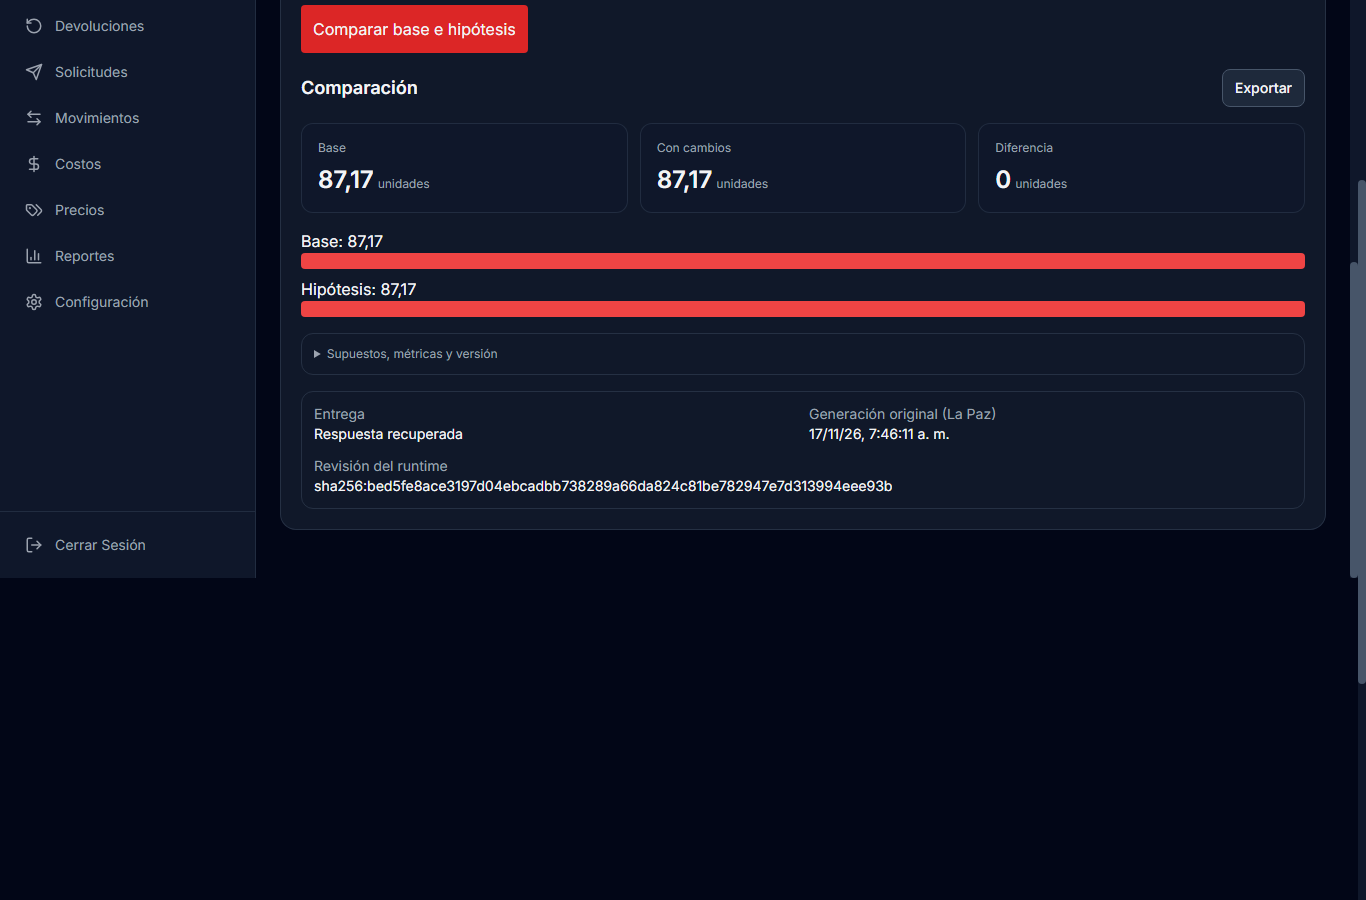 Devoluciones
Solicitudes
Movimientos
Costos
Precios
Reportes
Configuración
Cerrar Sesión
Comparar base e hipótesis
Comparación
Exportar
Base
87,17 unidades
Con cambios
87,17 unidades
Diferencia
0 unidades
Base: 87,17
Hipótesis: 87,17
Supuestos, métricas y versión
Entrega
Respuesta recuperada
Generación original (La Paz)
17/11/26, 7:46:11 a. m.
Revisión del runtime
sha256:bed5fe8ace3197d04ebcadbb738289a66da824c81be782947e7d313994eee93b